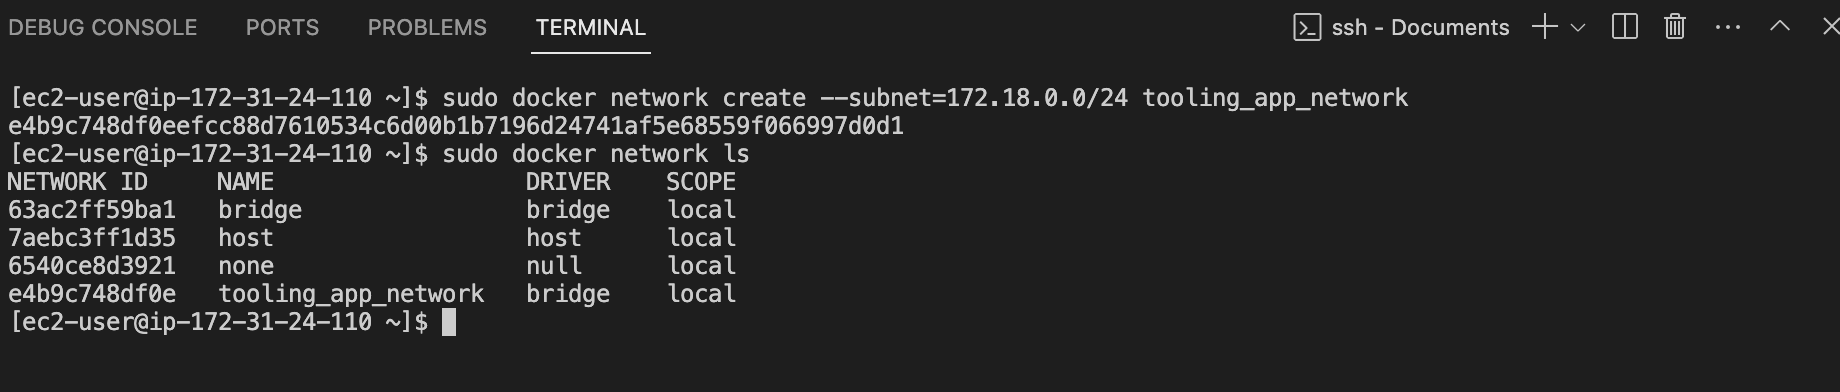 DEBUG CONSOLE PORTS PROBLEMS TERMINAL ssh - Documents
[ec2-user@ip-172-31-24-110 ~]$ sudo docker network create --subnet=172.18.0.0/24 tooling_app_network
e4b9c748df0eefcc88d7610534c6d00b1b7196d24741af5e68559f066997d0d1
[ec2-user@ip-172-31-24-110 ~]$ sudo docker network ls
NETWORK ID     NAME                  DRIVER    SCOPE
63ac2ff59ba1   bridge                bridge    local
7aebc3ff1d35   host                  host      local
6540ce8d3921   none                  null      local
e4b9c748df0e   tooling_app_network   bridge    local
[ec2-user@ip-172-31-24-110 ~]$